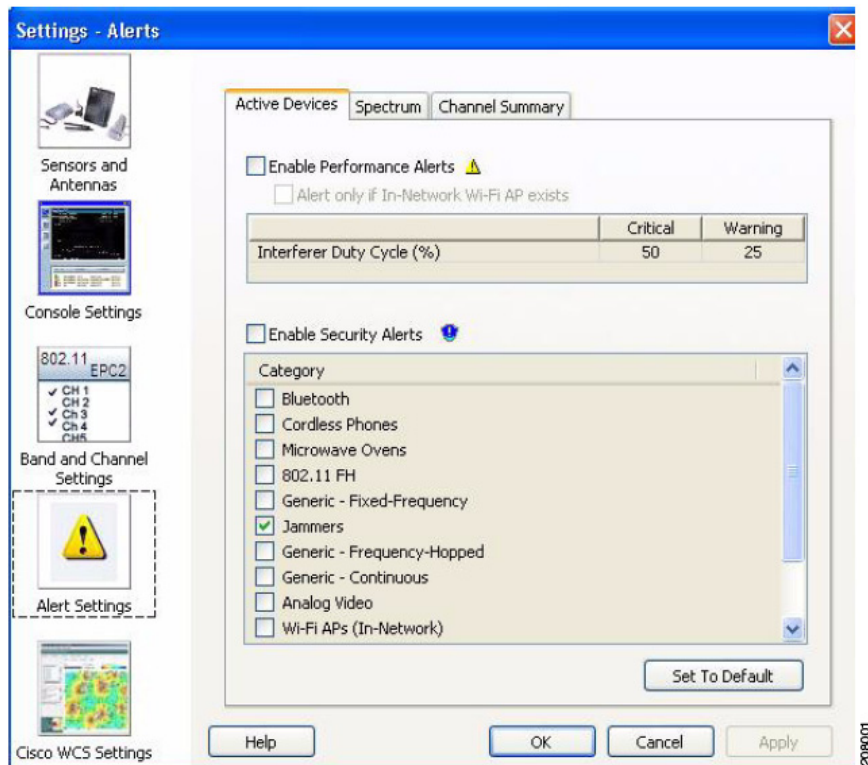 Settings - Alerts
Sensors and
Antennas
Console Settings
802.11
EPC2
CH 1
CH 2
Ch 3
Ch 4
CH5
Band and Channel
Settings
Alert Settings
Cisco WCS Settings
Active Devices
Spectrum
Channel Summary
Enable Performance Alerts
Alert only if In-Network Wi-Fi AP exists
Critical
Warning
Interferer Duty Cycle (%)
50
25
Enable Security Alerts
Category
Bluetooth
Cordless Phones
Microwave Ovens
802.11 FH
Generic - Fixed-Frequency
Jammers
Generic - Frequency-Hopped
Generic - Continuous
Analog Video
Wi-Fi APs (In-Network)
Set To Default
Help
OK
Cancel
Apply
208001